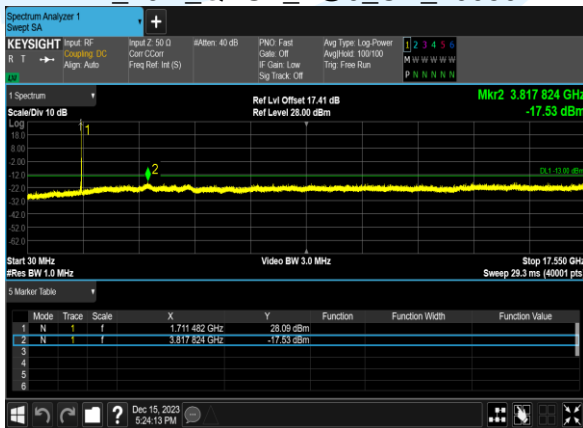 Spectrum Analyzer 1
Swept SA
+
KEYSIGHT Input: RF Input Z: 50 Ω #Atten: 40 dB PNO: Fast Avg Type: Log-Power 1 2 3 4 5 6
R T Coupling: DC Corr CCorr Gate: Off Avg|Hold: 100/100 M W W W W W
Align: Auto Freq Ref: Int (S) IF Gain: Low Trig: Free Run
Sig Track: Off P N N N N N
LXI
1 Spectrum Ref Lvl Offset 17.41 dB Mkr2 3.817 824 GHz
Scale/Div 10 dB Ref Level 28.00 dBm -17.53 dBm
Log
18.0 1
8.00
-2.00
-12.0 2 DL1 -13.00 dBm
-22.0
-32.0
-42.0
-52.0
-62.0
Start 30 MHz Video BW 3.0 MHz Stop 17.550 GHz
#Res BW 1.0 MHz Sweep 29.3 ms (40001 pts
5 Marker Table
Mode Trace Scale X Y Function Function Width Function Value
1 N 1 f 1.711 482 GHz 28.09 dBm
2 N 1 f 3.817 824 GHz -17.53 dBm
3
4
5
6
? Dec 15, 2023
5:24:13 PM